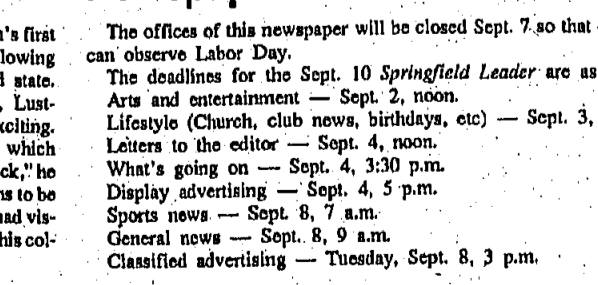 's first
lowing
state.
, Lust-
xciting.
which
ck," he
ns to be
had vis-
his col-
The offices of this newspaper will be closed Sept. 7 so that
can observe Labor Day.
The deadlines for the Sept. 10 Springfield Leader are as
Arts and entertainment — Sept. 2, noon.
Lifestyle (Church, club news, birthdays, etc) — Sept. 3,
Letters to the editor — Sept. 4, noon.
What's going on — Sept. 4, 3:30 p.m.
Display advertising — Sept. 4, 5 p.m.
Sports news — Sept. 8, 7 a.m.
General news — Sept. 8, 9 a.m.
Classified advertising — Tuesday, Sept. 8, 3 p.m.